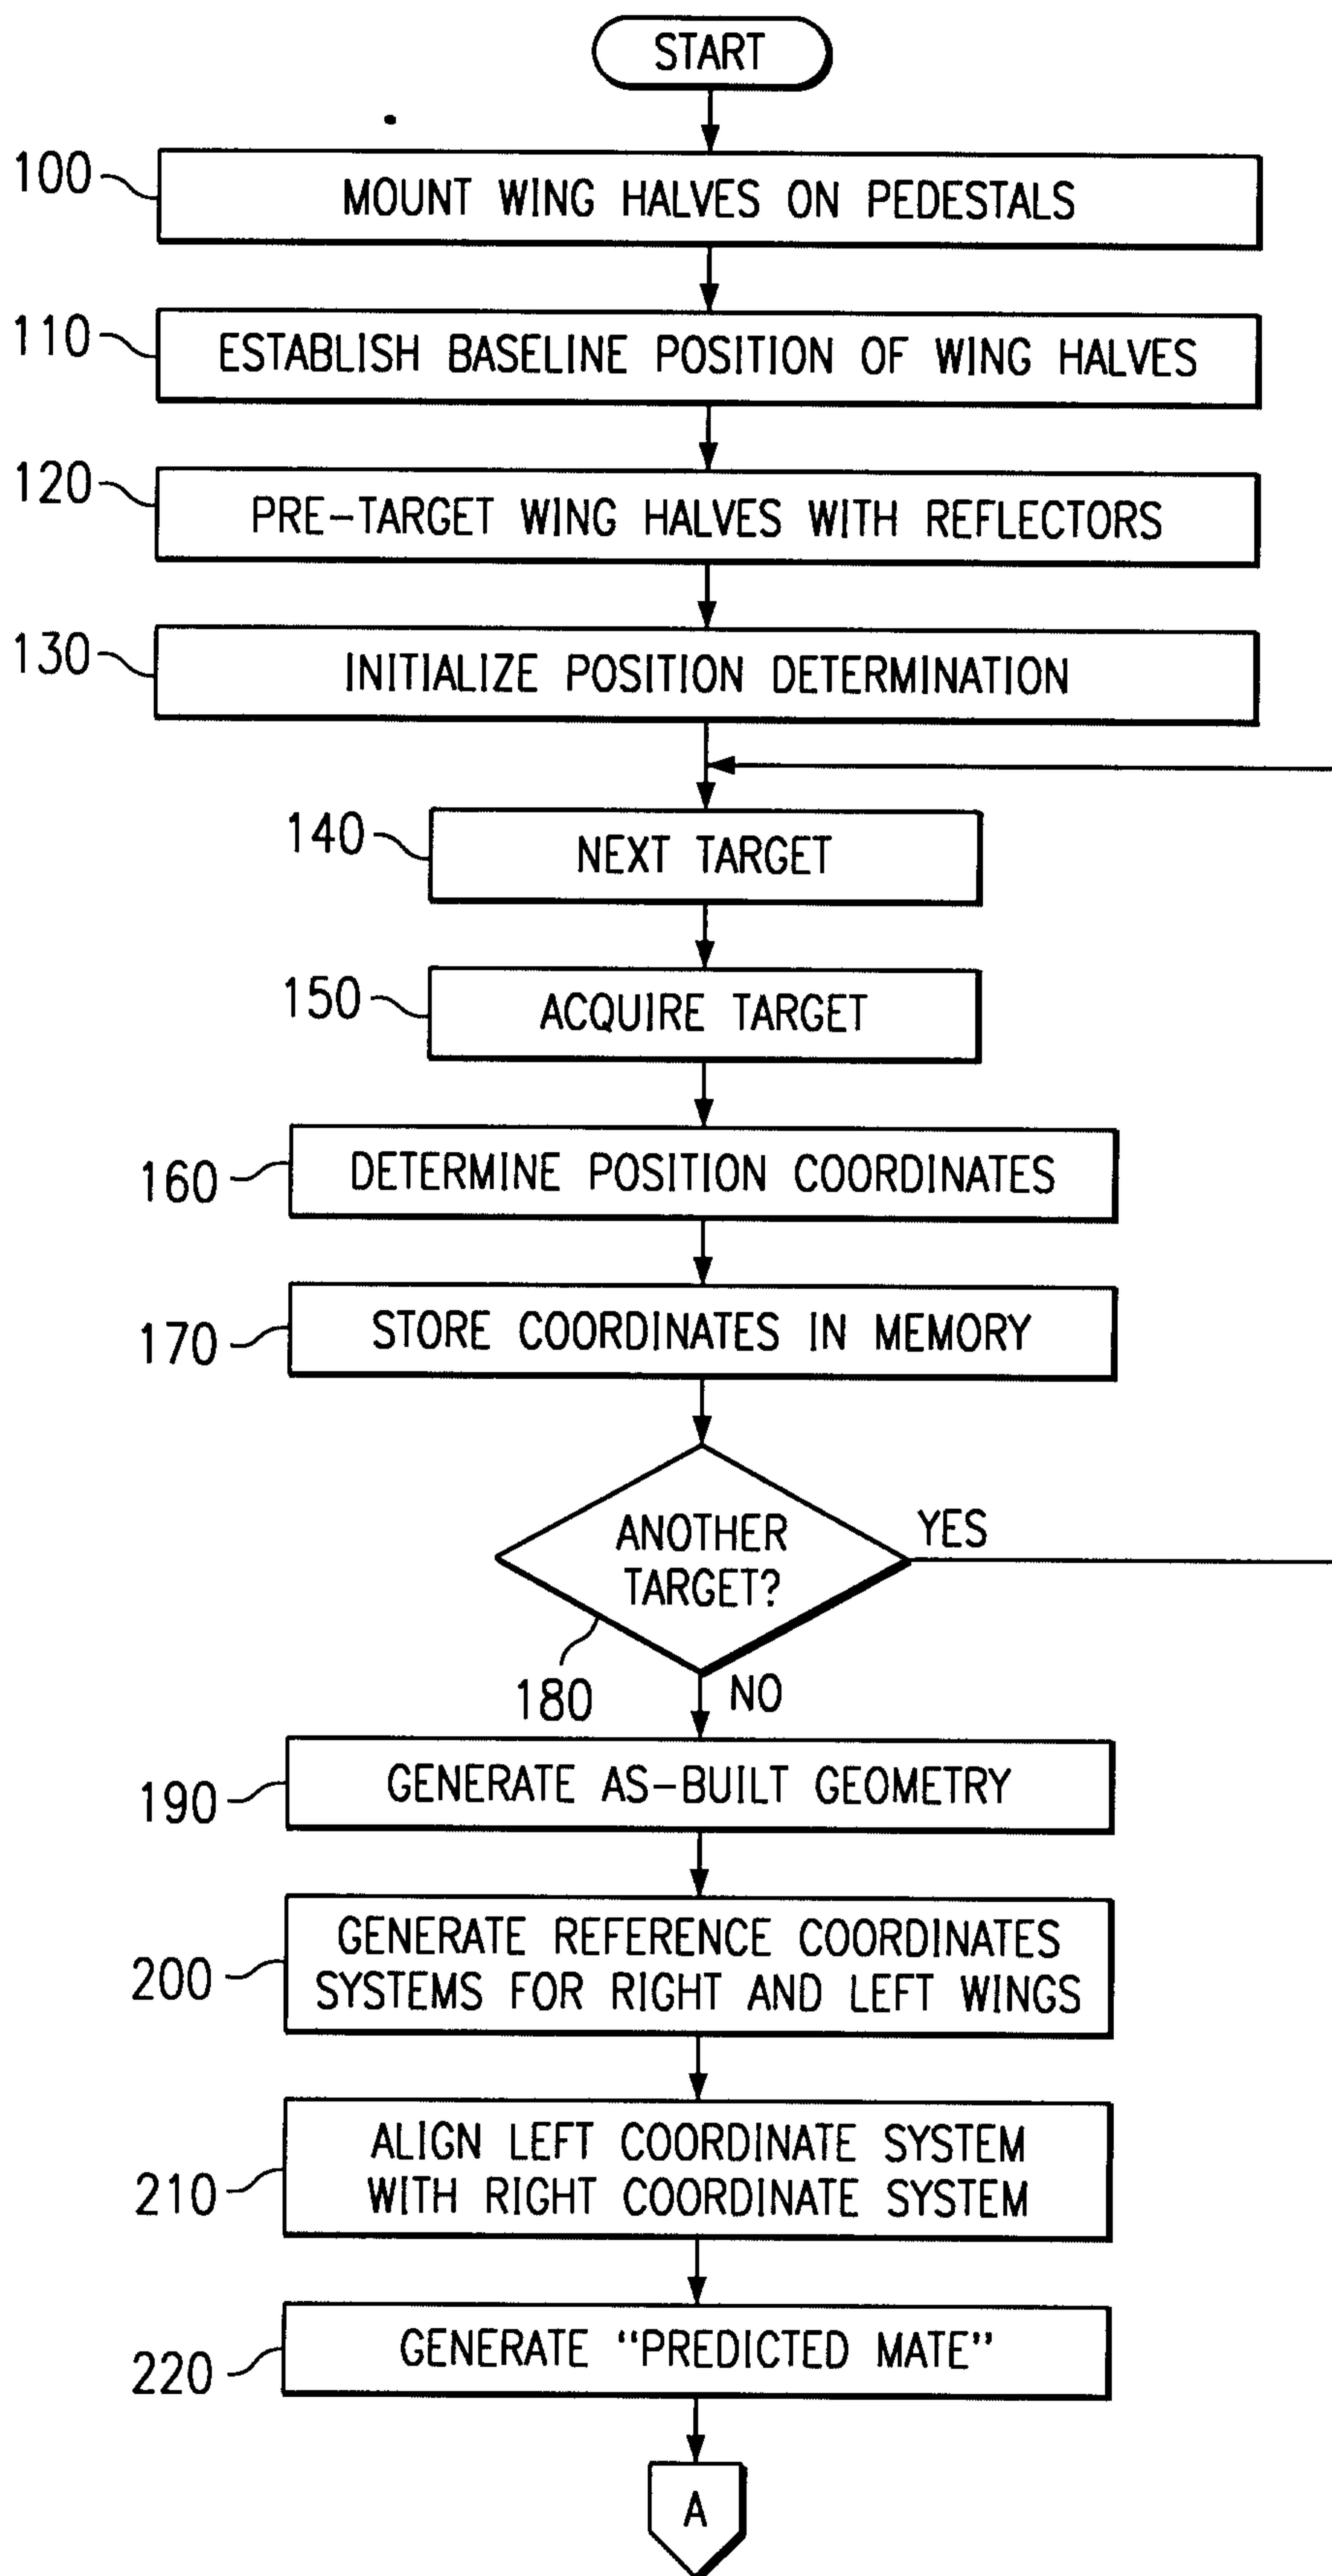 START
100
MOUNT WING HALVES ON PEDESTALS
110
ESTABLISH BASELINE POSITION OF WING HALVES
120
PRE-TARGET WING HALVES WITH REFLECTORS
130
INITIALIZE POSITION DETERMINATION
140
NEXT TARGET
150
ACQUIRE TARGET
160
DETERMINE POSITION COORDINATES
170
STORE COORDINATES IN MEMORY
ANOTHER
TARGET?
YES
180
NO
190
GENERATE AS-BUILT GEOMETRY
200
GENERATE REFERENCE COORDINATES
SYSTEMS FOR RIGHT AND LEFT WINGS
210
ALIGN LEFT COORDINATE SYSTEM
WITH RIGHT COORDINATE SYSTEM
220
GENERATE “PREDICTED MATE”
A